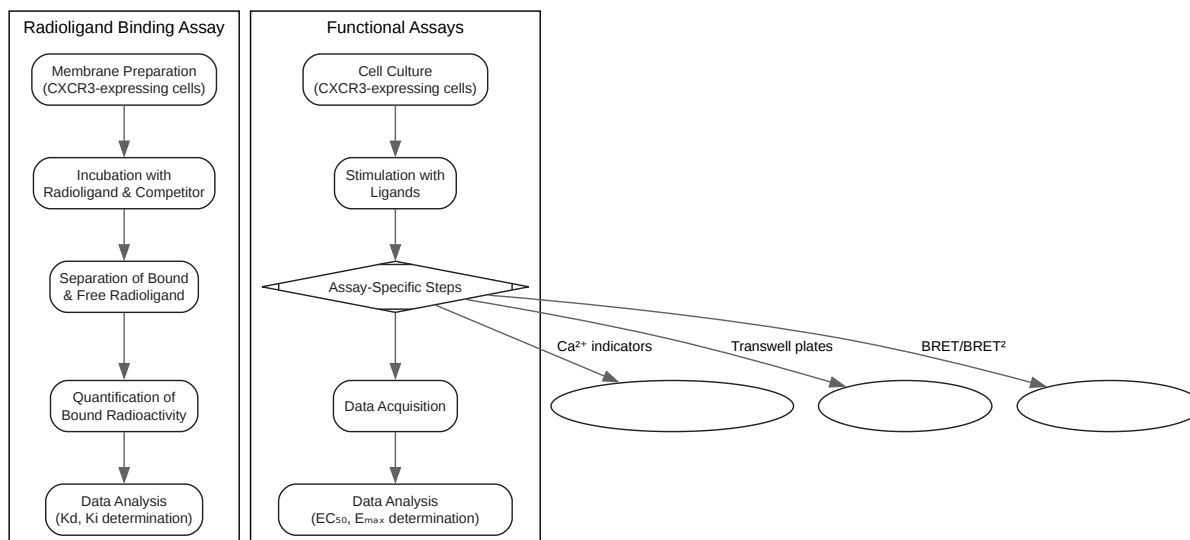 Radioligand Binding Assay
Membrane Preparation
(CXCR3-expressing cells)
Incubation with
Radioligand & Competitor
Separation of Bound
& Free Radioligand
Quantification of
Bound Radioactivity
Data Analysis
(Kd, Ki determination)
Functional Assays
Cell Culture
(CXCR3-expressing cells)
Stimulation with
Ligands
Assay-Specific Steps
Ca²⁺ indicators
Transwell plates
BRET/BRET²
Data Acquisition
Data Analysis
(EC₅₀, Eₘₐₓ determination)